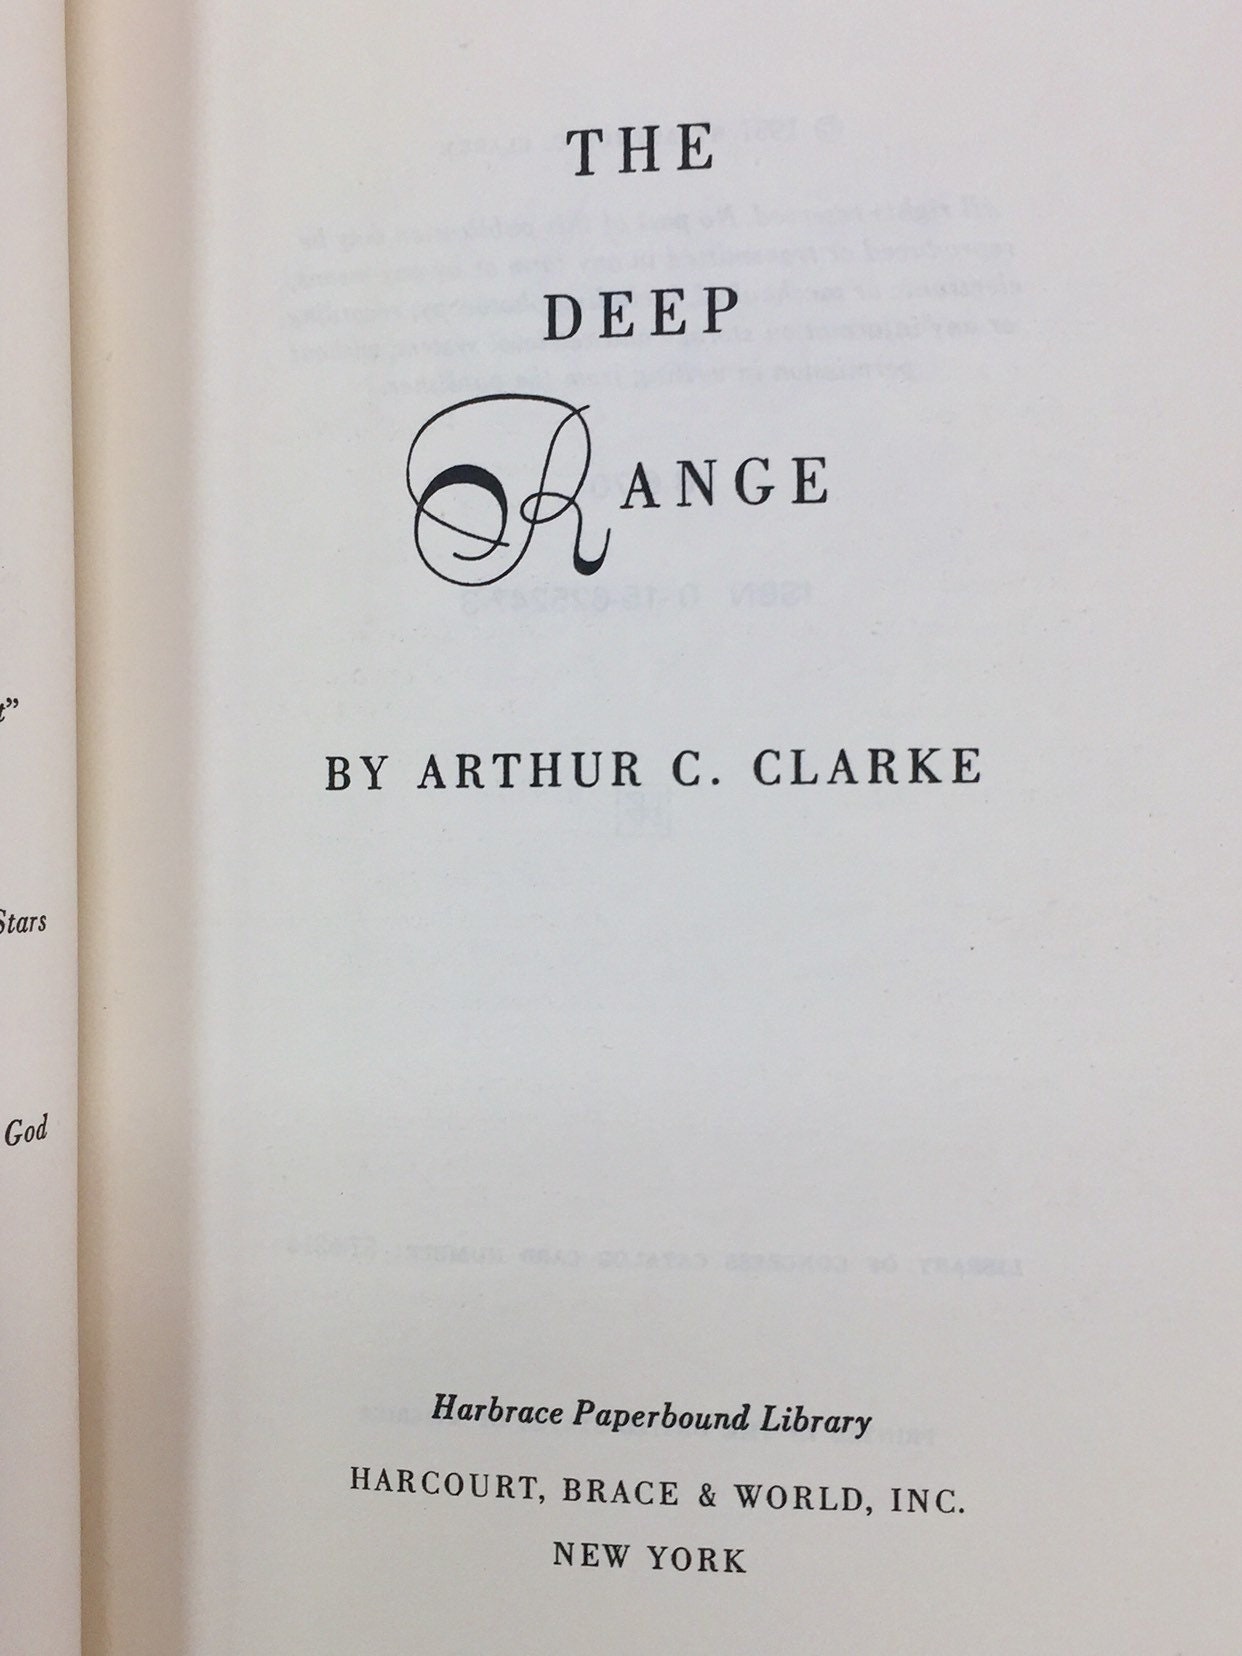 t"
Stars
God
THE
DEEP
RANGE
BY ARTHUR C. CLARKE
Harbrace Paperbound Library
HARCOURT, BRACE & WORLD, INC.
NEW YORK